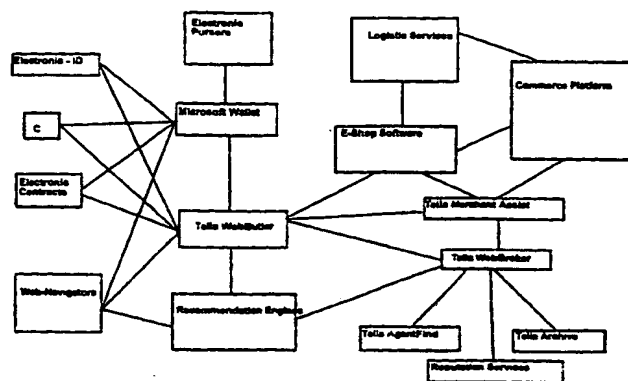 Electronic
Pursers
Logistic Services
Electronic - ID
Commerce Platform
Microsoft Wallet
C
E-Shop Software
Electronic
Contracts
Telia Merchant Assist
Telia WebButler
Telia WebBroker
Web-Navigators
Recommendation Engines
Telia AgentFind
Telia Archive
Reputation Services